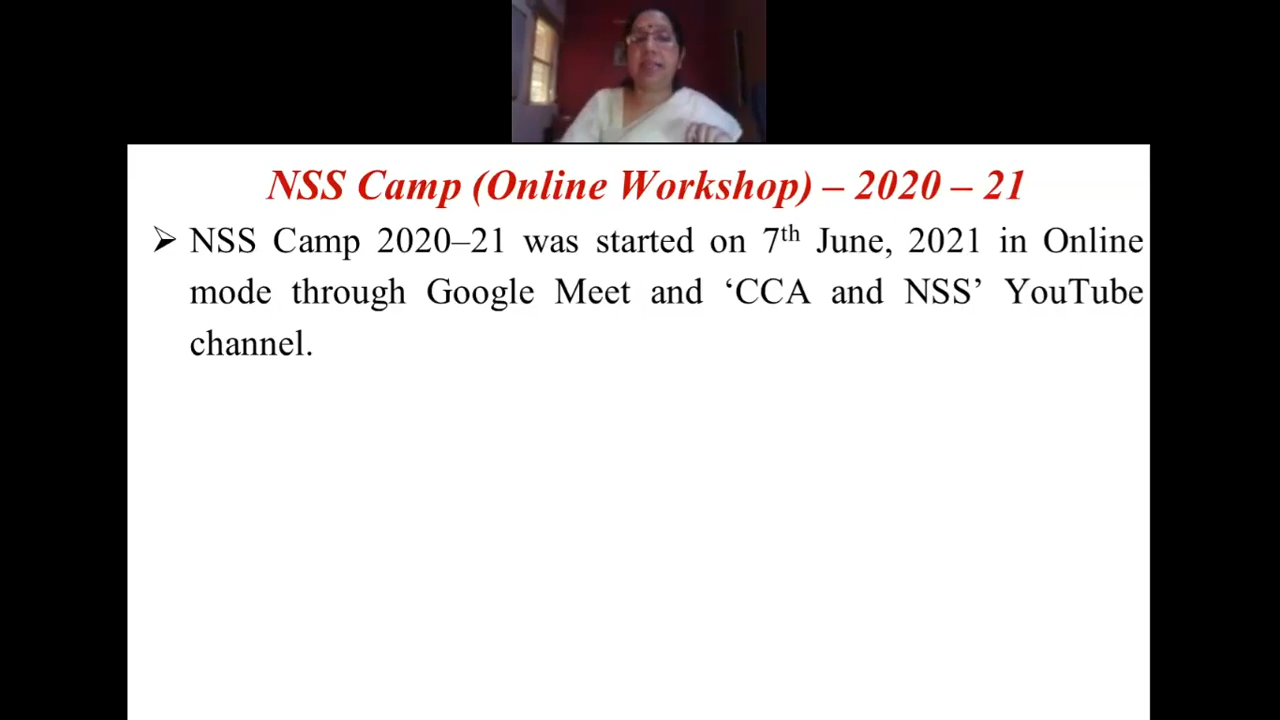 NSS Camp (Online Workshop) – 2020 – 21
➢ NSS Camp 2020–21 was started on 7th June, 2021 in Online
mode through Google Meet and ‘CCA and NSS’ YouTube
channel.